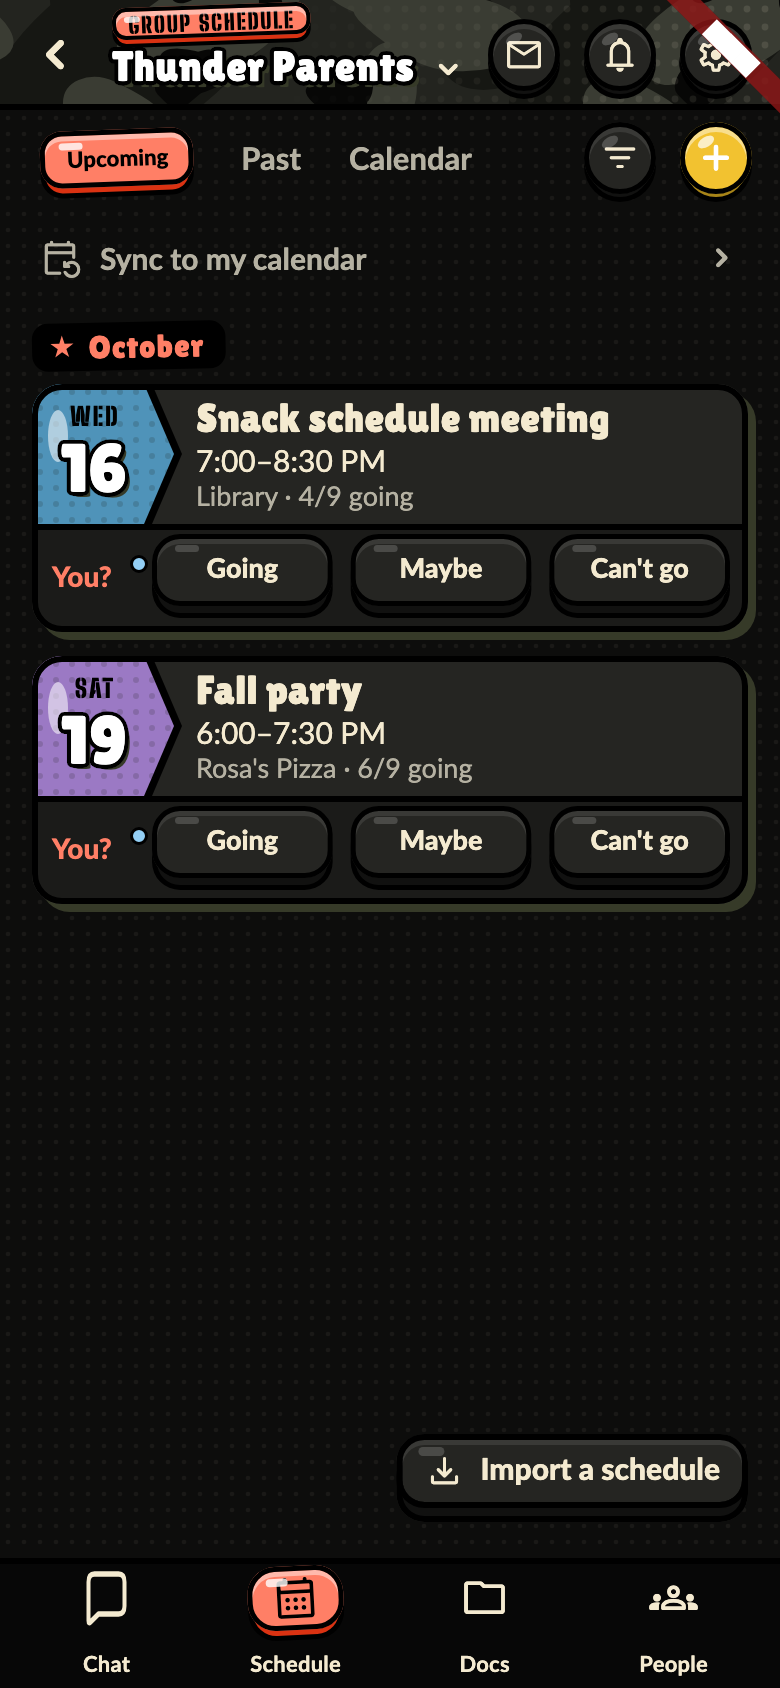 GROUP SCHEDULE
Thunder Parents
Upcoming
Past
Calendar
Sync to my calendar
★ October
WED
16
Snack schedule meeting
7:00–8:30 PM
Library · 4/9 going
You?
Going
Maybe
Can't go
SAT
19
Fall party
6:00–7:30 PM
Rosa's Pizza · 6/9 going
You?
Going
Maybe
Can't go
Import a schedule
Chat
Schedule
Docs
People